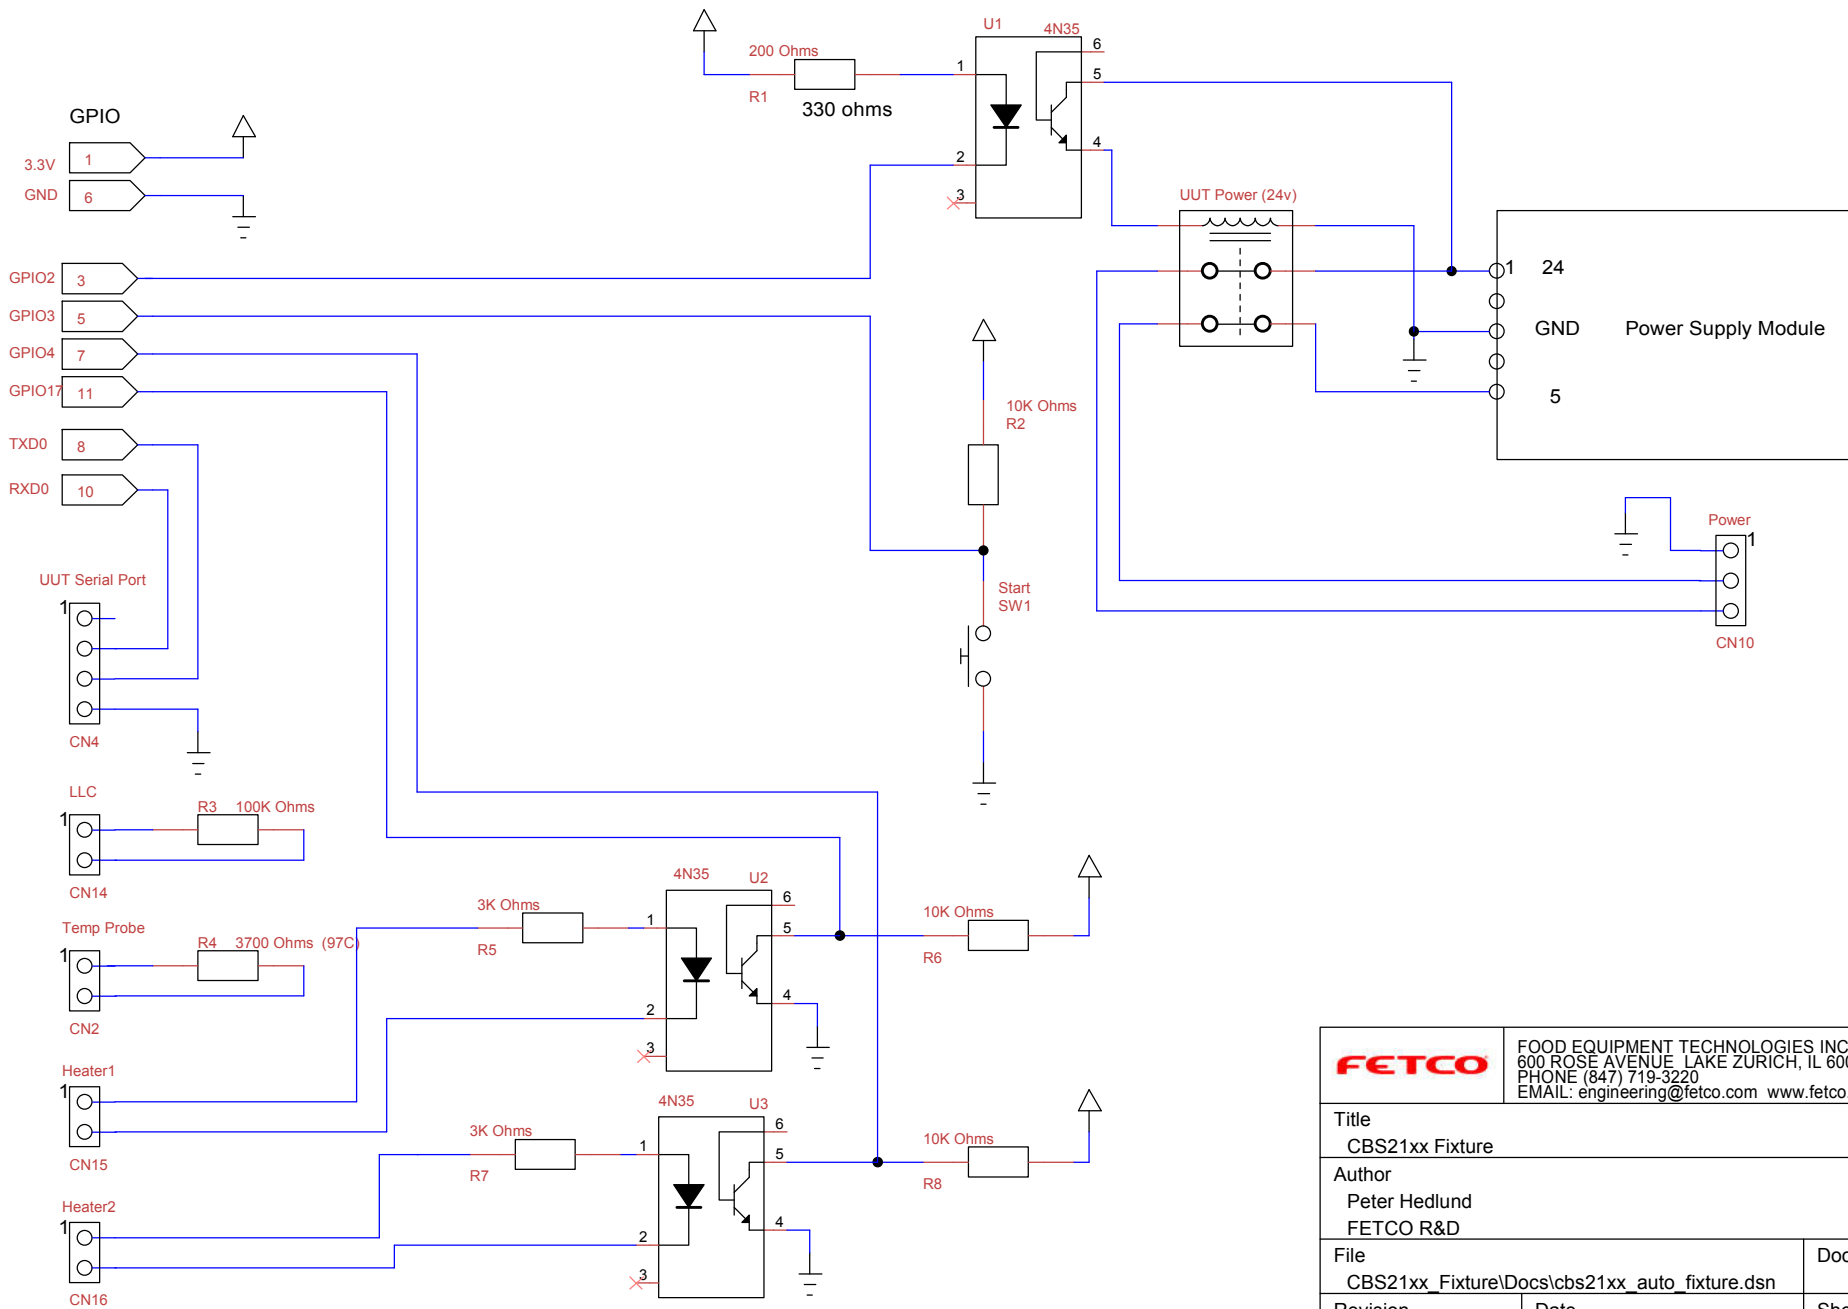 U1
4N35
200 Ohms
R1
330 ohms
1
2
3
6
5
4
GPIO
3.3V
1
GND
6
GPIO2
3
GPIO3
5
GPIO4
7
GPIO17
11
TXD0
8
RXD0
10
UUT Power (24v)
1
24
GND
Power Supply Module
5
10K Ohms
R2
Start
SW1
Power
1
CN10
UUT Serial Port
1
CN4
LLC
1
R3
100K Ohms
CN14
Temp Probe
1
R4
3700 Ohms (97C)
CN2
Heater1
1
CN15
Heater2
1
CN16
4N35
U2
3K Ohms
R5
1
2
3
6
5
4
10K Ohms
R6
4N35
U3
3K Ohms
R7
1
2
3
6
5
4
10K Ohms
R8
FETCO
FOOD EQUIPMENT TECHNOLOGIES INC
600 ROSE AVENUE LAKE ZURICH, IL 600
PHONE (847) 719-3220
EMAIL: engineering@fetco.com www.fetco.
Title
CBS21xx Fixture
Author
Peter Hedlund
FETCO R&D
File
Doc
CBS21xx_Fixture\Docs\cbs21xx_auto_fixture.dsn
Revision
Date